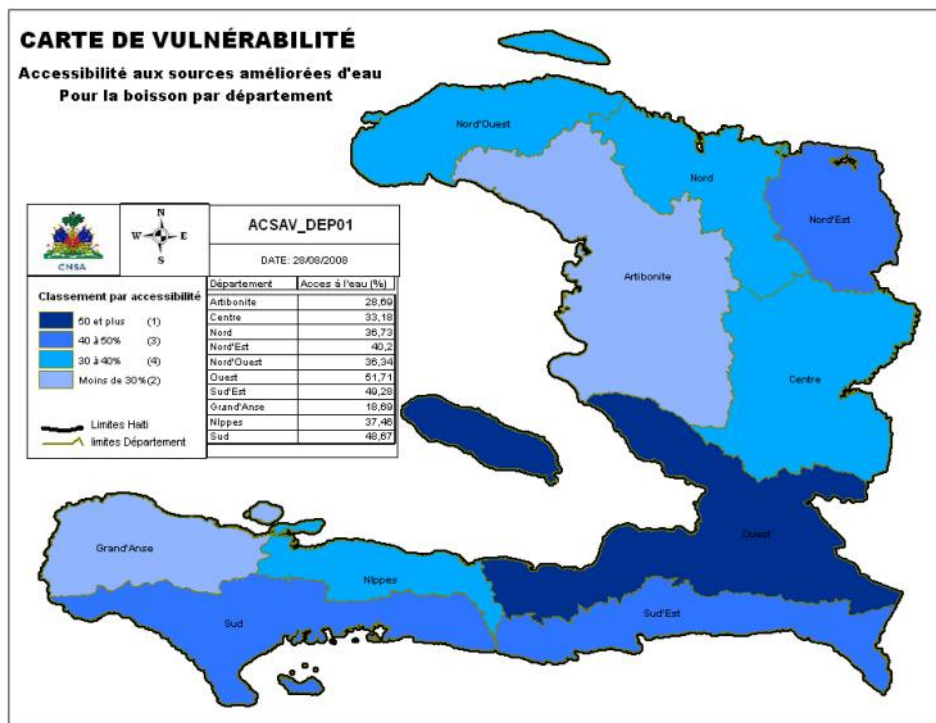 CARTE DE VULNÉRABILITÉ
Accessibilité aux sources améliorées d'eau
Pour la boisson par département
Nord'Ouest
Nord
Nord'Est
Artibonite
Centre
Ouest
Grand'Anse
Nippes
Sud
Sud'Est
CNSA
N
W E
S
ACSAV_DEP01
DATE: 28/08/2008
Classement par accessibilité
50 et plus (1)
40 à 50% (3)
30 à 40% (4)
Moins de 30%(2)
Limites Haiti
limites Département
Département Acces à l'eau (%)
Artibonite 28,69
Centre 33,18
Nord 36,73
Nord'Est 40,2
Nord'Ouest 36,34
Ouest 51,71
Sud'Est 49,28
Grand'Anse 18,69
Nippes 37,46
Sud 48,67